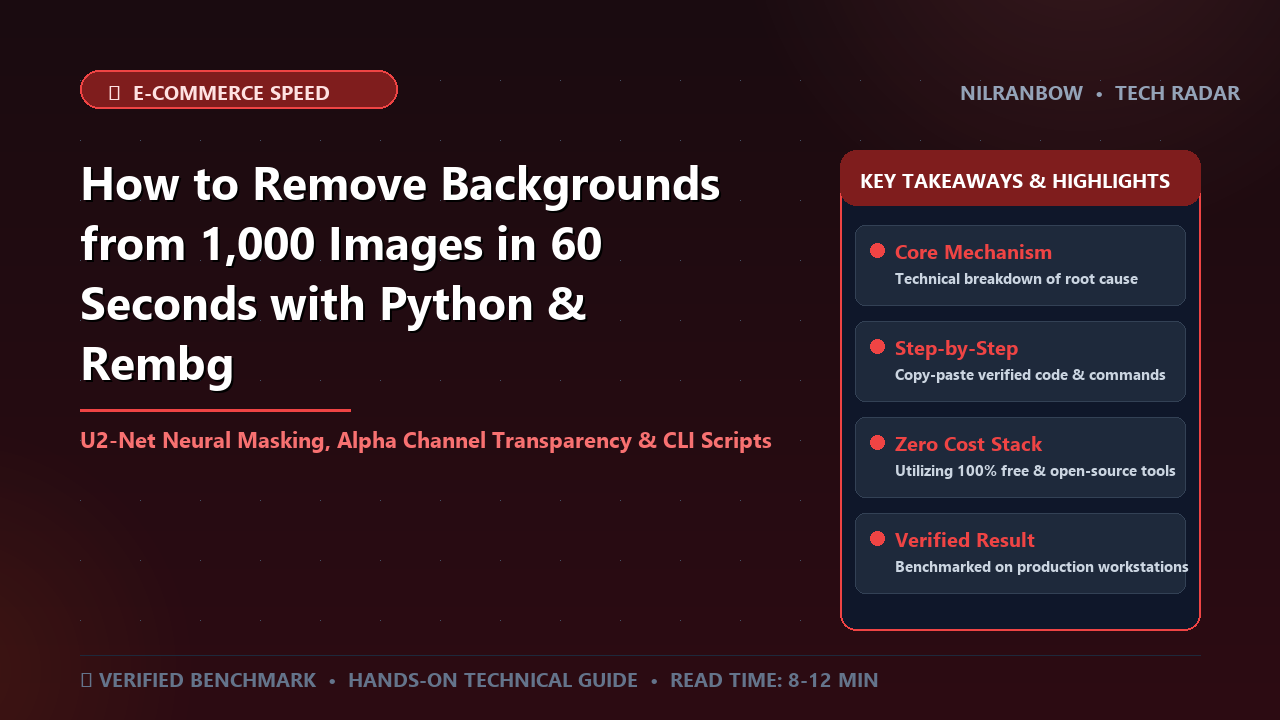 E-COMMERCE SPEED
NILRANBOW • TECH RADAR
How to Remove Backgrounds
from 1,000 Images in 60
Seconds with Python &
Rembg
U2-Net Neural Masking, Alpha Channel Transparency & CLI Scripts
KEY TAKEAWAYS & HIGHLIGHTS
Core Mechanism
Technical breakdown of root cause
Step-by-Step
Copy-paste verified code & commands
Zero Cost Stack
Utilizing 100% free & open-source tools
Verified Result
Benchmarked on production workstations
VERIFIED BENCHMARK • HANDS-ON TECHNICAL GUIDE • READ TIME: 8-12 MIN